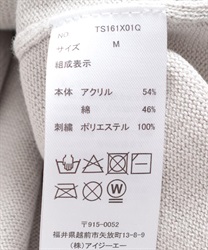 NO. TS161X01Q
サイズ M
組成表示
本体 アクリル 54%
綿 46%
刺繍 ポリエステル 100%
〒915-0052
福井県越前市矢放町13-8-9
(株)アイジーエー